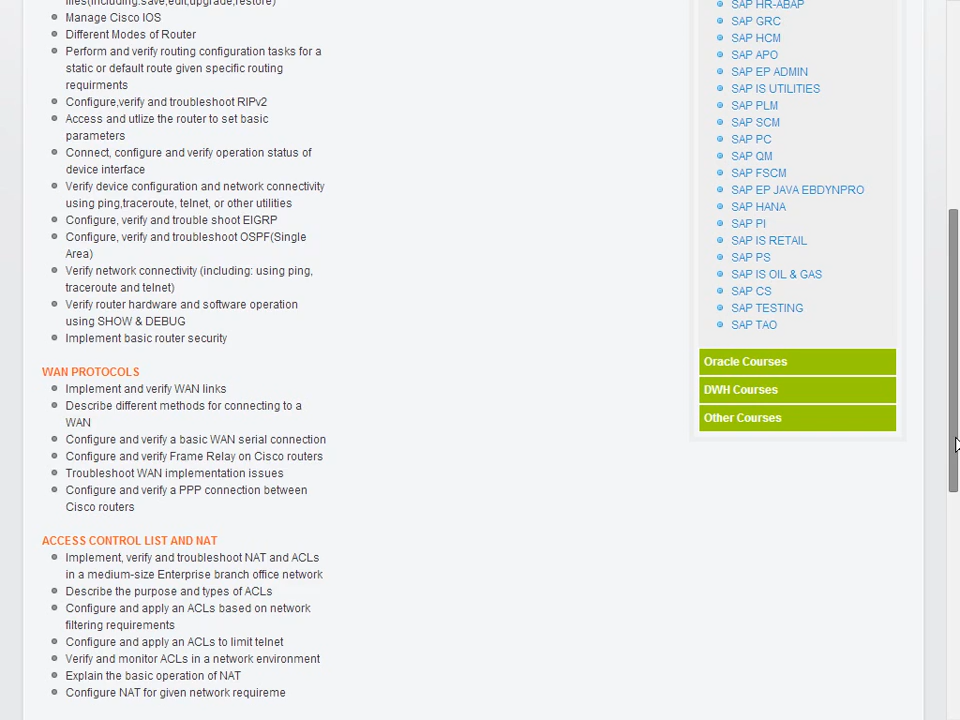 files(including:save,edit,upgrade,restore)
Manage Cisco IOS
Different Modes of Router
Perform and verify routing configuration tasks for a
static or default route given specific routing
requirments
Configure,verify and troubleshoot RIPv2
Access and utlize the router to set basic
parameters
Connect, configure and verify operation status of
device interface
Verify device configuration and network connectivity
using ping,traceroute, telnet, or other utilities
Configure, verify and trouble shoot EIGRP
Configure, verify and troubleshoot OSPF(Single
Area)
Verify network connectivity (including: using ping,
traceroute and telnet)
Verify router hardware and software operation
using SHOW & DEBUG
Implement basic router security
WAN PROTOCOLS
Implement and verify WAN links
Describe different methods for connecting to a
WAN
Configure and verify a basic WAN serial connection
Configure and verify Frame Relay on Cisco routers
Troubleshoot WAN implementation issues
Configure and verify a PPP connection between
Cisco routers
ACCESS CONTROL LIST AND NAT
Implement, verify and troubleshoot NAT and ACLs
in a medium-size Enterprise branch office network
Describe the purpose and types of ACLs
Configure and apply an ACLs based on network
filtering requirements
Configure and apply an ACLs to limit telnet
Verify and monitor ACLs in a network environment
Explain the basic operation of NAT
Configure NAT for given network requireme
SAP HR-ABAP
SAP GRC
SAP HCM
SAP APO
SAP EP ADMIN
SAP IS UTILITIES
SAP PLM
SAP SCM
SAP PC
SAP QM
SAP FSCM
SAP EP JAVA EBDYNPRO
SAP HANA
SAP PI
SAP IS RETAIL
SAP PS
SAP IS OIL & GAS
SAP CS
SAP TESTING
SAP TAO
Oracle Courses
DWH Courses
Other Courses